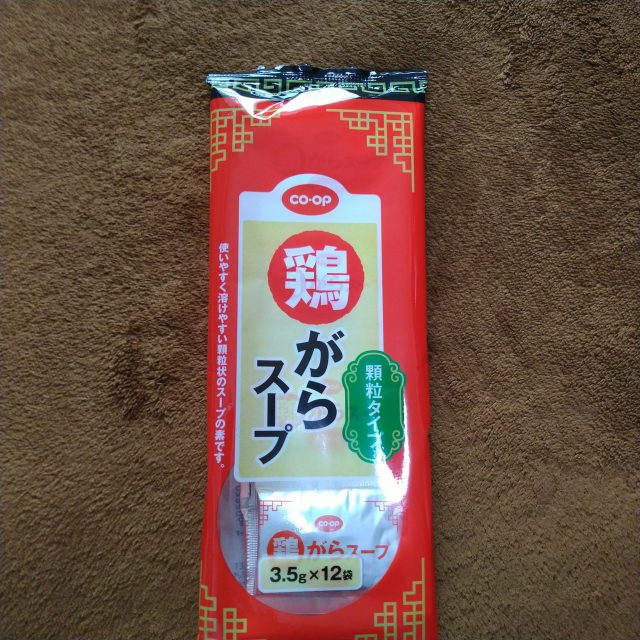 co-op
鶏
がら
スープ
顆粒タイプ
使いやすく溶けやすい顆粒状のスープの素です。
co-op
鶏がらスープ
3.5g×12袋